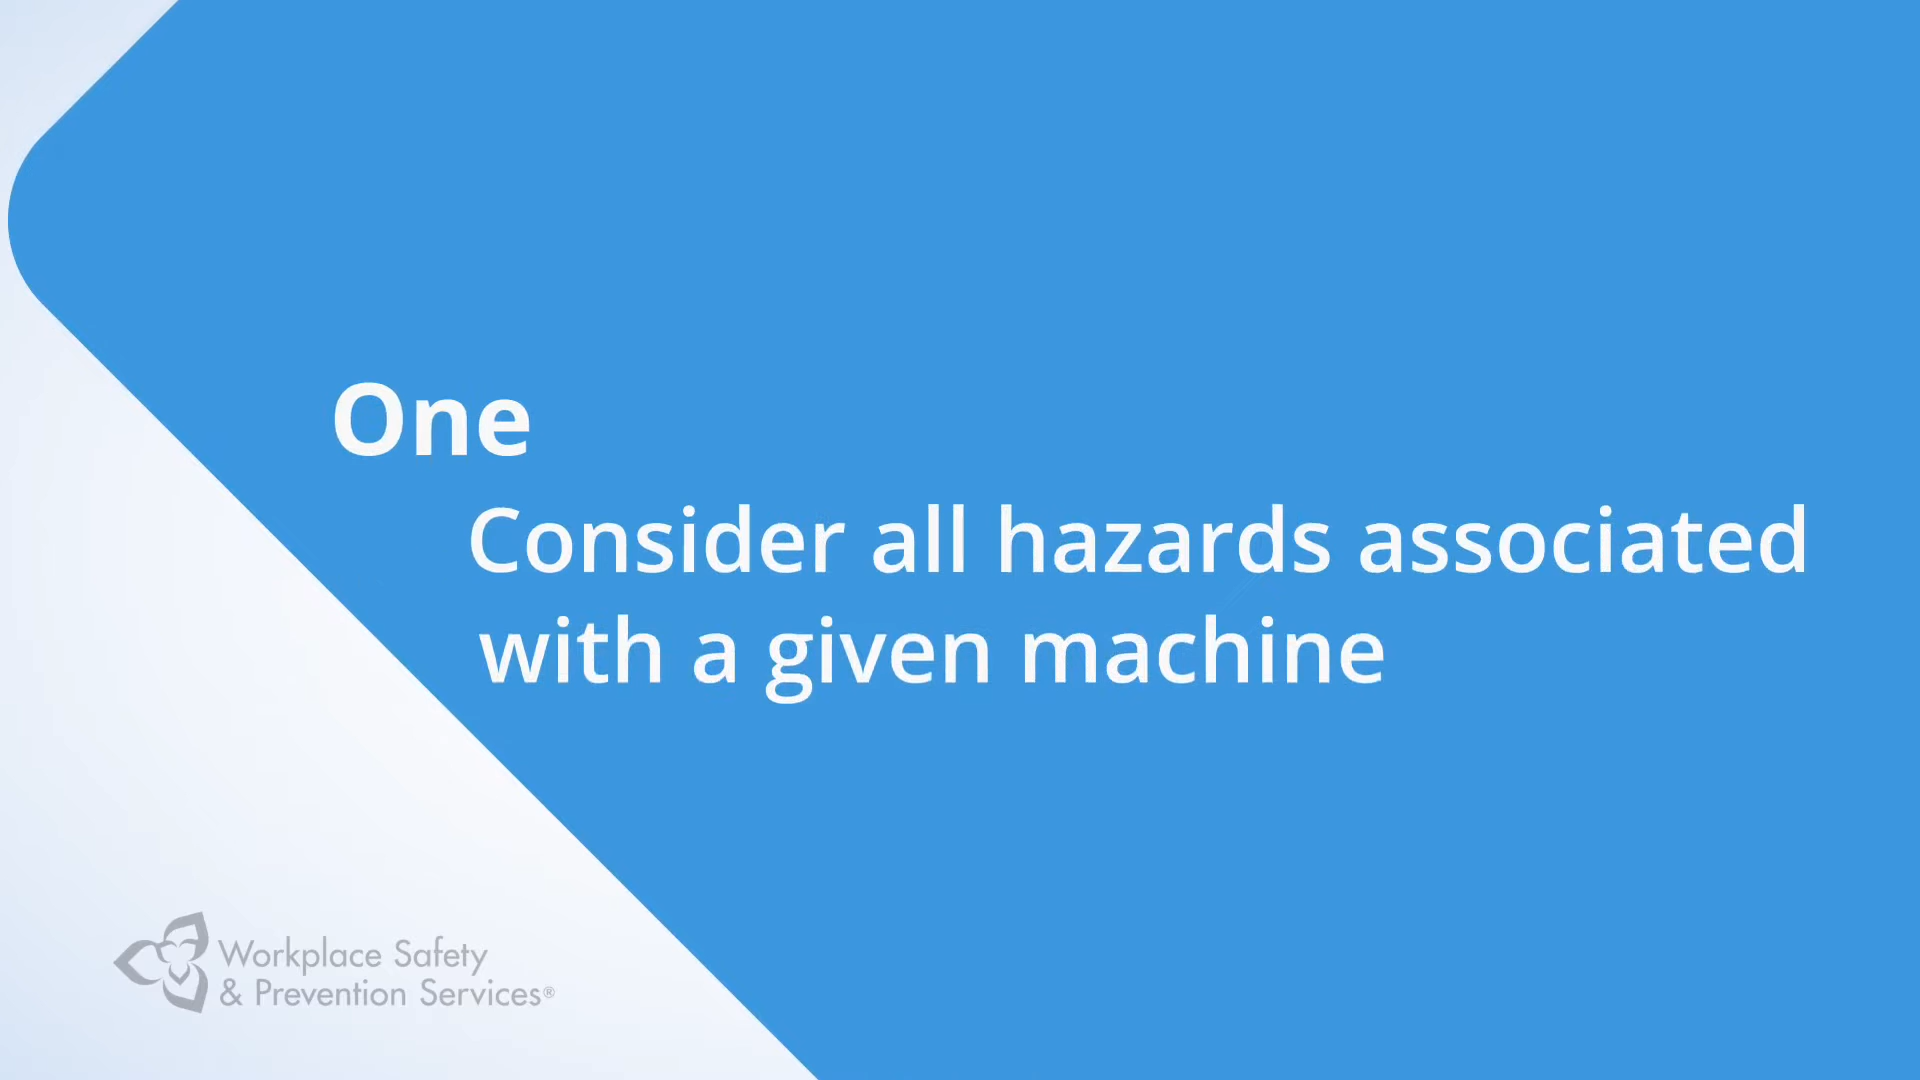 One
Consider all hazards associated
with a given machine
Workplace Safety
& Prevention Services®